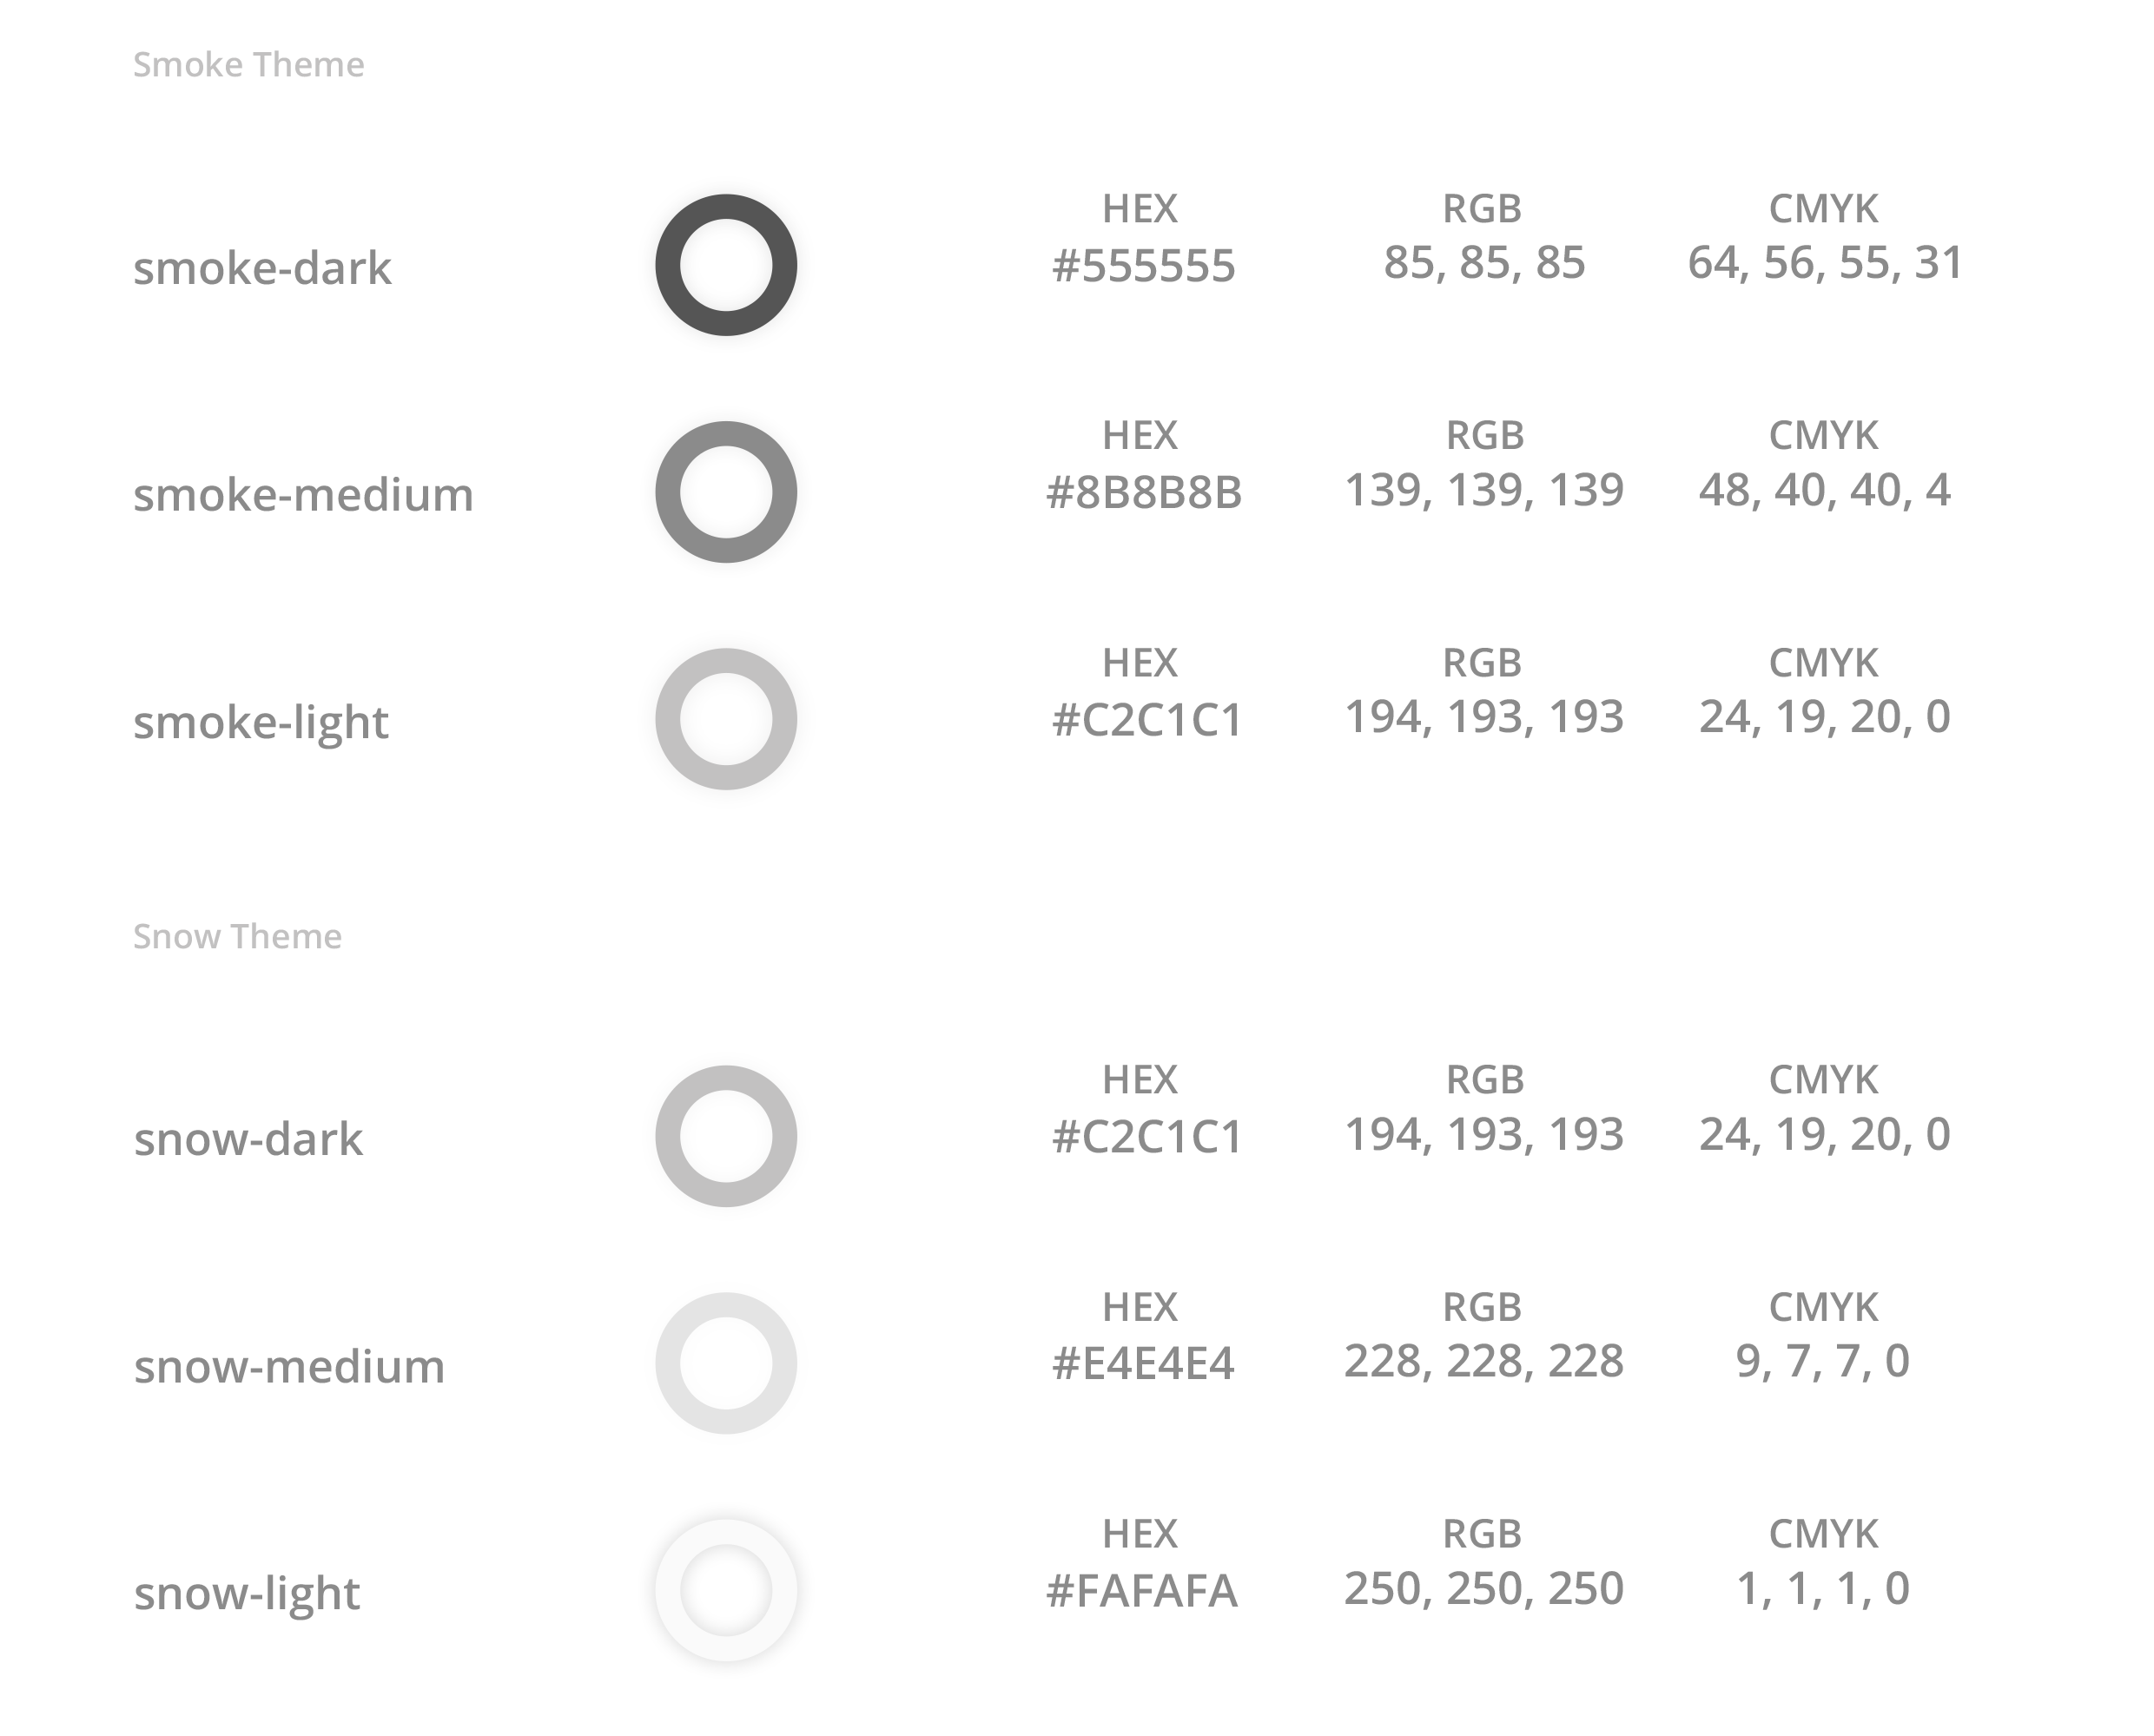 Smoke Theme
HEX RGB CMYK
smoke-dark #555555 85, 85, 85 64, 56, 55, 31
HEX RGB CMYK
smoke-medium #8B8B8B 139, 139, 139 48, 40, 40, 4
HEX RGB CMYK
smoke-light #C2C1C1 194, 193, 193 24, 19, 20, 0
Snow Theme
HEX RGB CMYK
snow-dark #C2C1C1 194, 193, 193 24, 19, 20, 0
HEX RGB CMYK
snow-medium #E4E4E4 228, 228, 228 9, 7, 7, 0
HEX RGB CMYK
snow-light #FAFAFA 250, 250, 250 1, 1, 1, 0